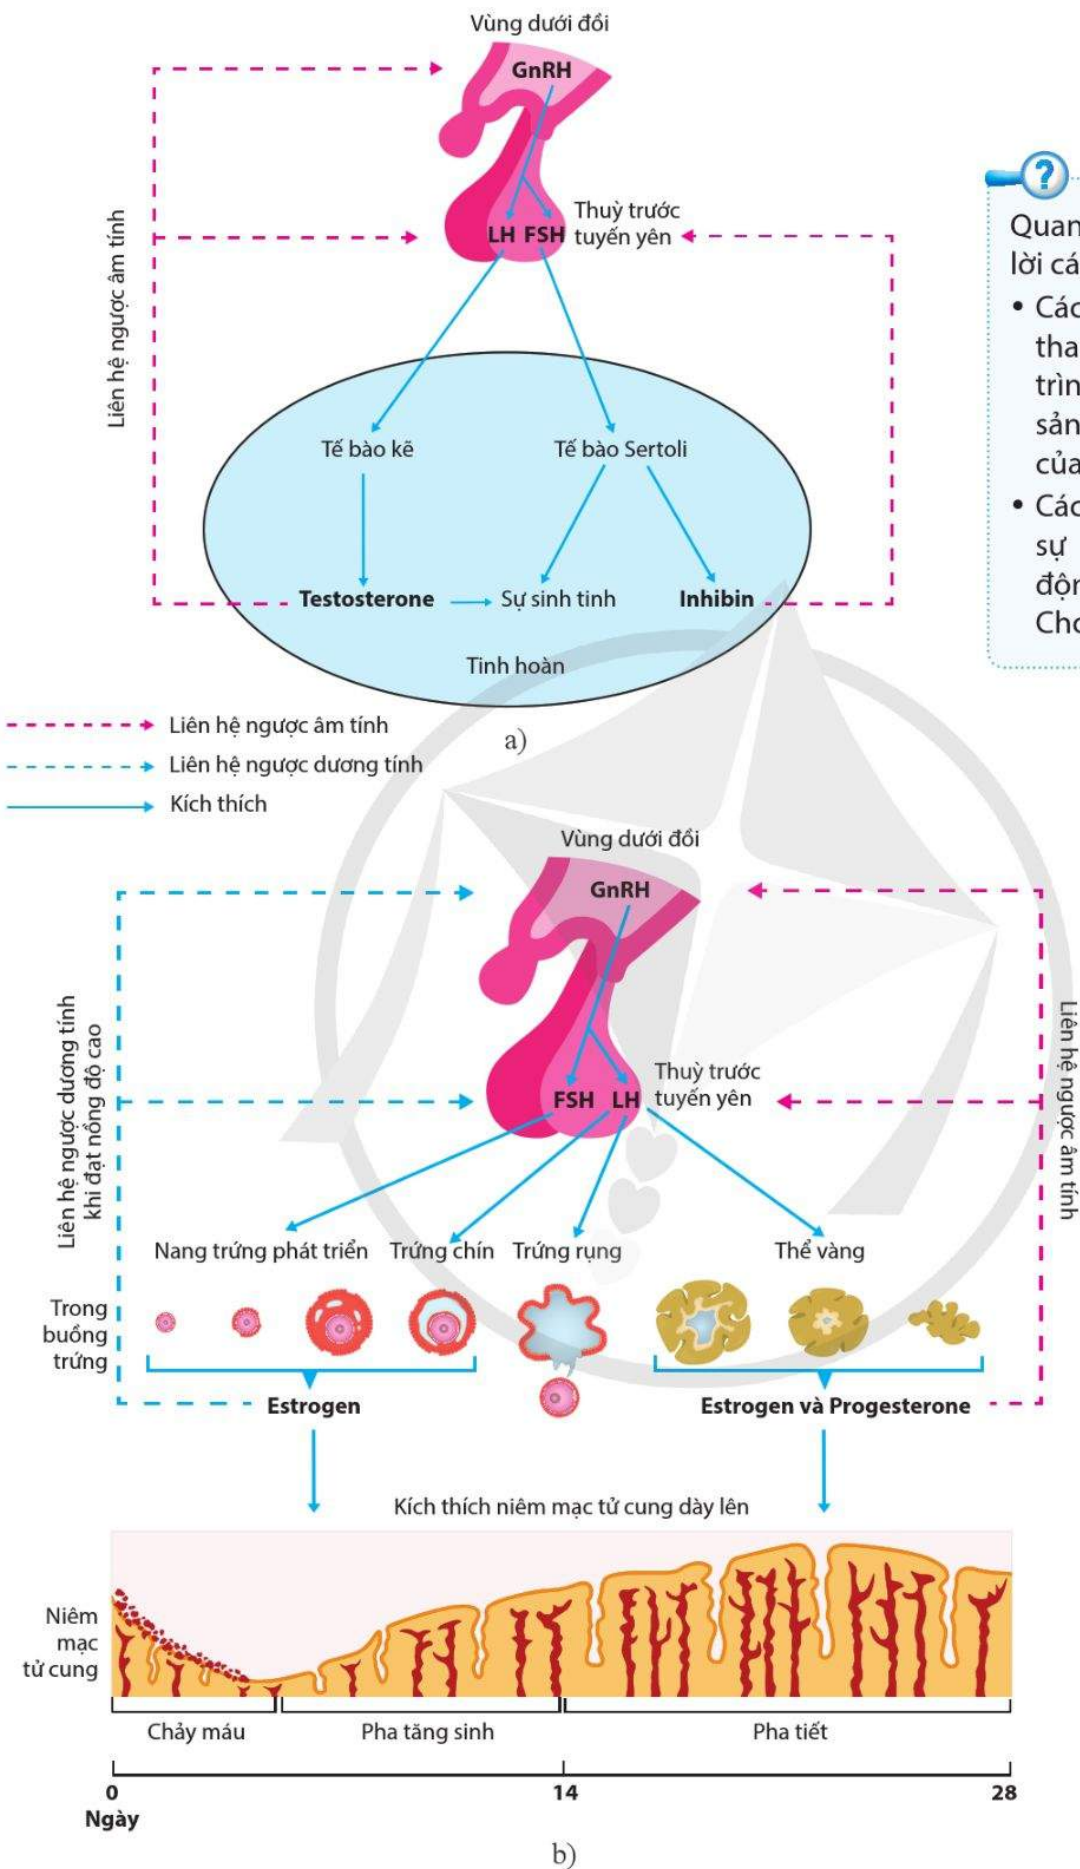 Vùng dưới đồi
GnRH
Liên hệ ngược âm tính
LH FSH
Thuỳ trước
tuyến yên
Tế bào kẽ
Tế bào Sertoli
Testosterone
Sự sinh tinh
Inhibin
Tinh hoàn
?
Quan
lời cá
• Các
tha
trìn
sản
của
• Các
sự
độn
Cho
Liên hệ ngược âm tính
Liên hệ ngược dương tính
Kích thích
a)
Vùng dưới đồi
GnRH
Liên hệ ngược dương tính
khi đạt nồng độ cao
FSH LH
Thuỳ trước
tuyến yên
Liên hệ ngược âm tính
Nang trứng phát triển
Trứng chín
Trứng rụng
Thể vàng
Trong
buồng
trứng
Estrogen
Estrogen và Progesterone
Kích thích niêm mạc tử cung dày lên
Niêm
mạc
tử cung
Chảy máu
Pha tăng sinh
Pha tiết
0
14
28
Ngày
b)